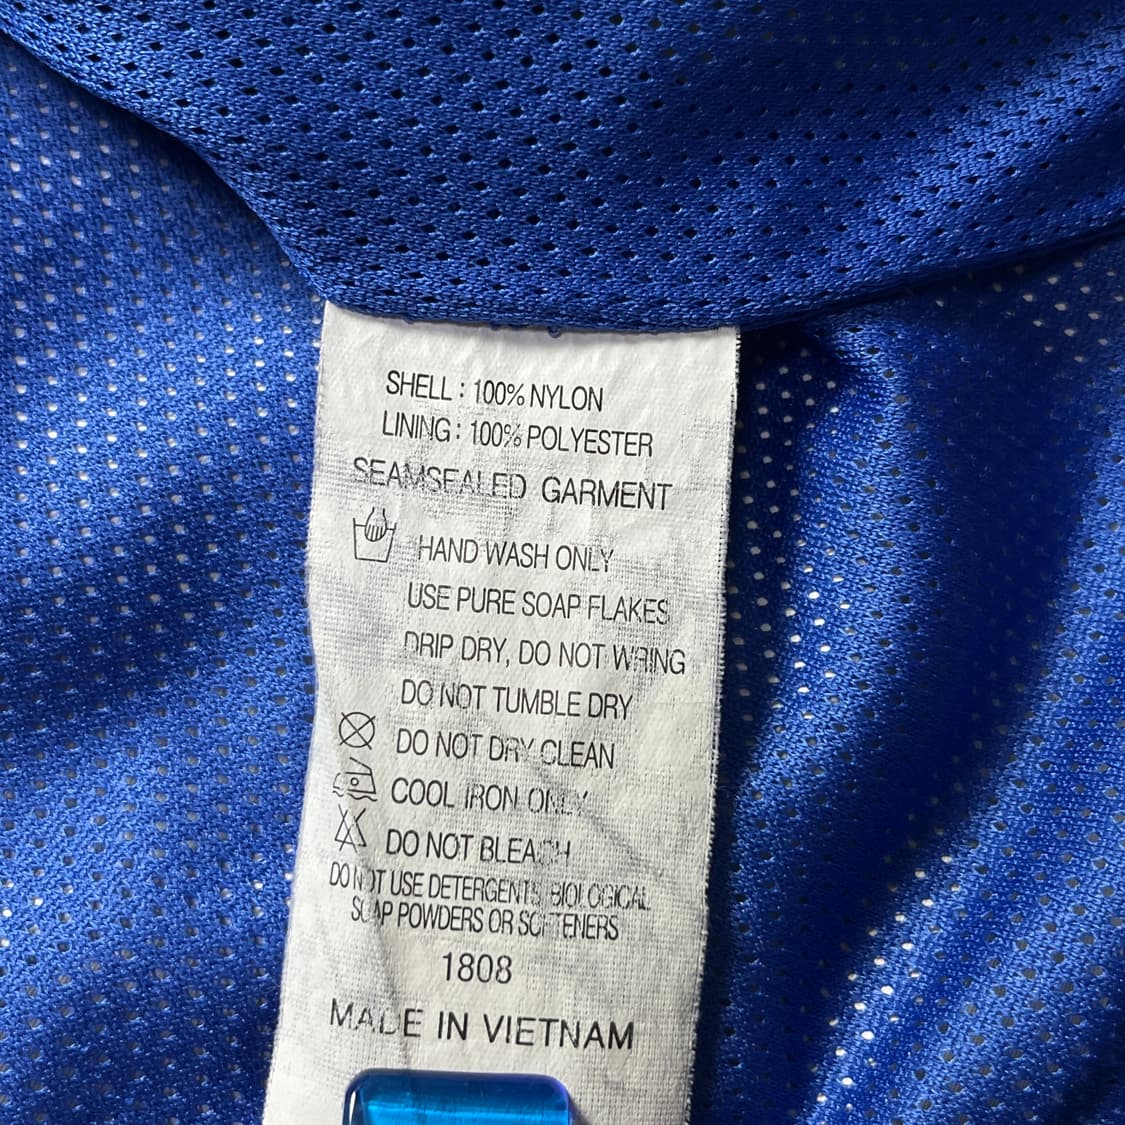 SHELL : 100% NYLON
LINING : 100% POLYESTER
SEAMSEALED GARMENT
HAND WASH ONLY
USE PURE SOAP FLAKES
DRIP DRY, DO NOT WRING
DO NOT TUMBLE DRY
DO NOT DRY CLEAN
COOL IRON ONLY
DO NOT BLEACH
DO NOT USE DETERGENTS BIOLOGICAL
SOAP POWDERS OR SOFTENERS
1808
MADE IN VIETNAM